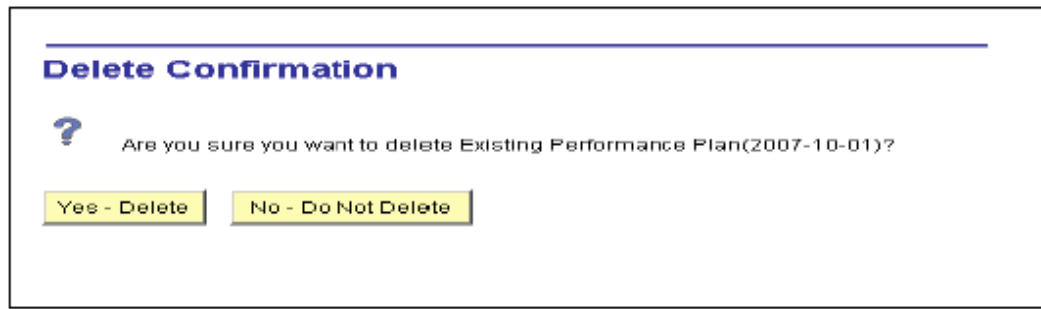 Delete Confirmation
Are you sure you want to delete Existing Performance Plan(2007-10-01)?
Yes - Delete
No - Do Not Delete